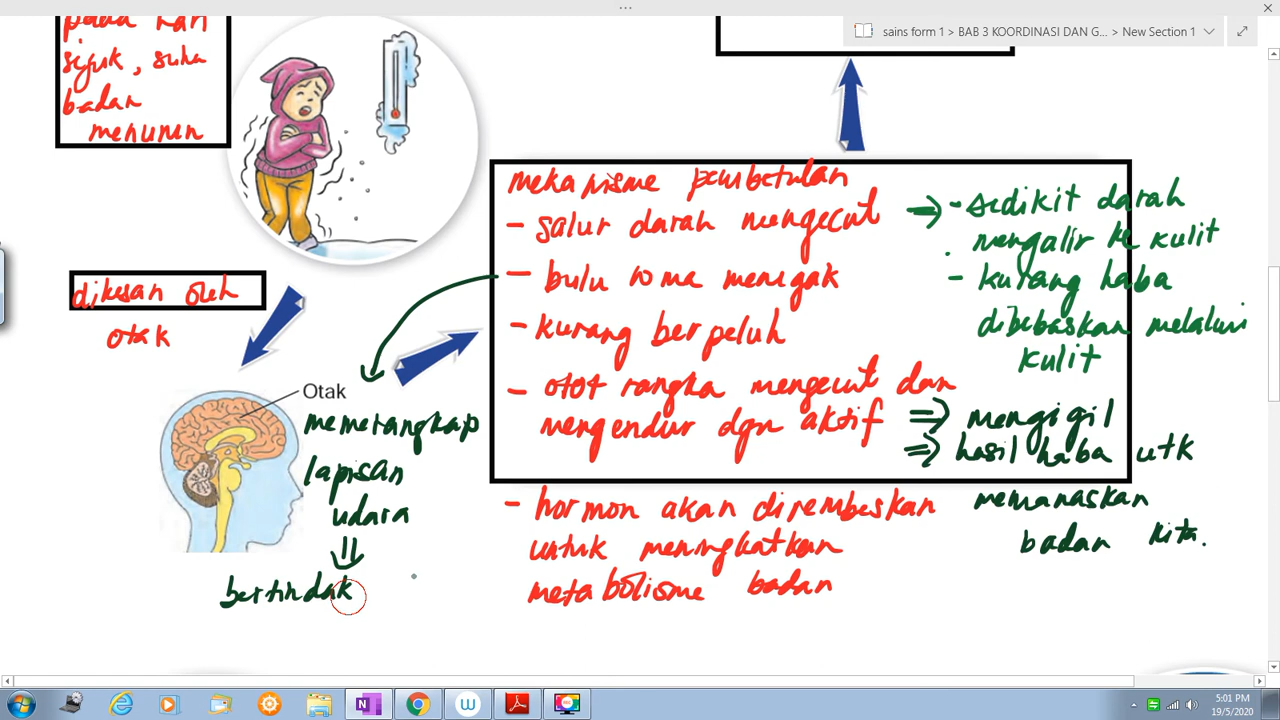 sains form 1 > BAB 3 KOORDINASI DAN G... > New Section 1
pada hari
sijuk, suhu
badan
menurun
dikesan oleh
otak
Otak
memerangkap
lapisan
udara
bertindak
mekanisme pembetulan
- salur darah mengecut
- bulu roma menegak
- kurang berpeluh
- otot rangka mengecut dan
mengendur dgn aktif
- hormon akan dirembeskan
untuk meningkatkan
metabolisme badan
⇒ - sedikit darah
mengalir ke kulit
- kurang haba
dibebaskan melalui
kulit
⇒ mengigil
⇒ hasil haba utk
memanaskan
badan kita.
5:01 PM
19/5/2020